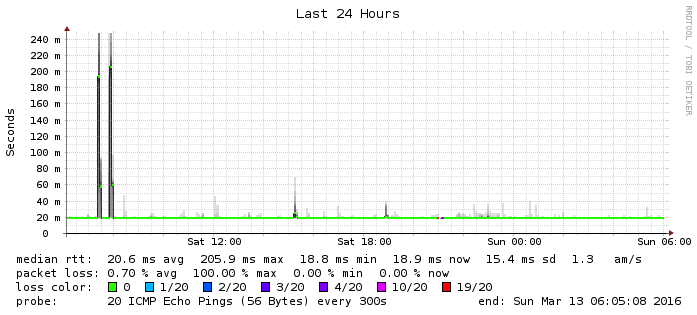 Last 24 Hours
RRDTOOL / TOBI OETIKER
Seconds
240 m
220 m
200 m
180 m
160 m
140 m
120 m
100 m
80 m
60 m
40 m
20 m
0
Sat 12:00 Sat 18:00 Sun 00:00 Sun 06:00
median rtt: 20.6 ms avg 205.9 ms max 18.8 ms min 18.9 ms now 15.4 ms sd 1.3 am/s
packet loss: 0.70 % avg 100.00 % max 0.00 % min 0.00 % now
loss color: 0 1/20 2/20 3/20 4/20 10/20 19/20
probe: 20 ICMP Echo Pings (56 Bytes) every 300s end: Sun Mar 13 06:05:08 2016